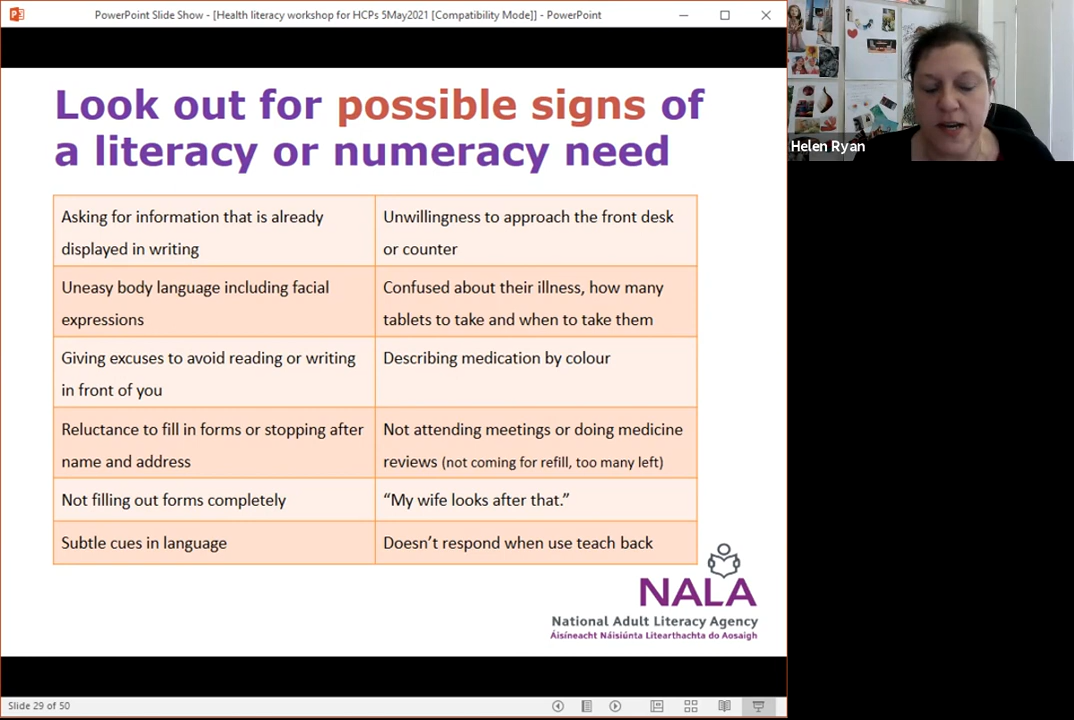 PowerPoint Slide Show - [Health literacy workshop for HCPs 5May2021 [Compatibility Mode]] - PowerPoint
Helen Ryan
Look out for possible signs of
a literacy or numeracy need
Asking for information that is already
displayed in writing
Unwillingness to approach the front desk
or counter
Uneasy body language including facial
expressions
Confused about their illness, how many
tablets to take and when to take them
Giving excuses to avoid reading or writing
in front of you
Describing medication by colour
Reluctance to fill in forms or stopping after
name and address
Not attending meetings or doing medicine
reviews (not coming for refill, too many left)
Not filling out forms completely
“My wife looks after that.”
Subtle cues in language
Doesn’t respond when use teach back
NALA
National Adult Literacy Agency
Áisíneacht Náisiúnta Litearthachta do Aosaigh
Slide 29 of 50